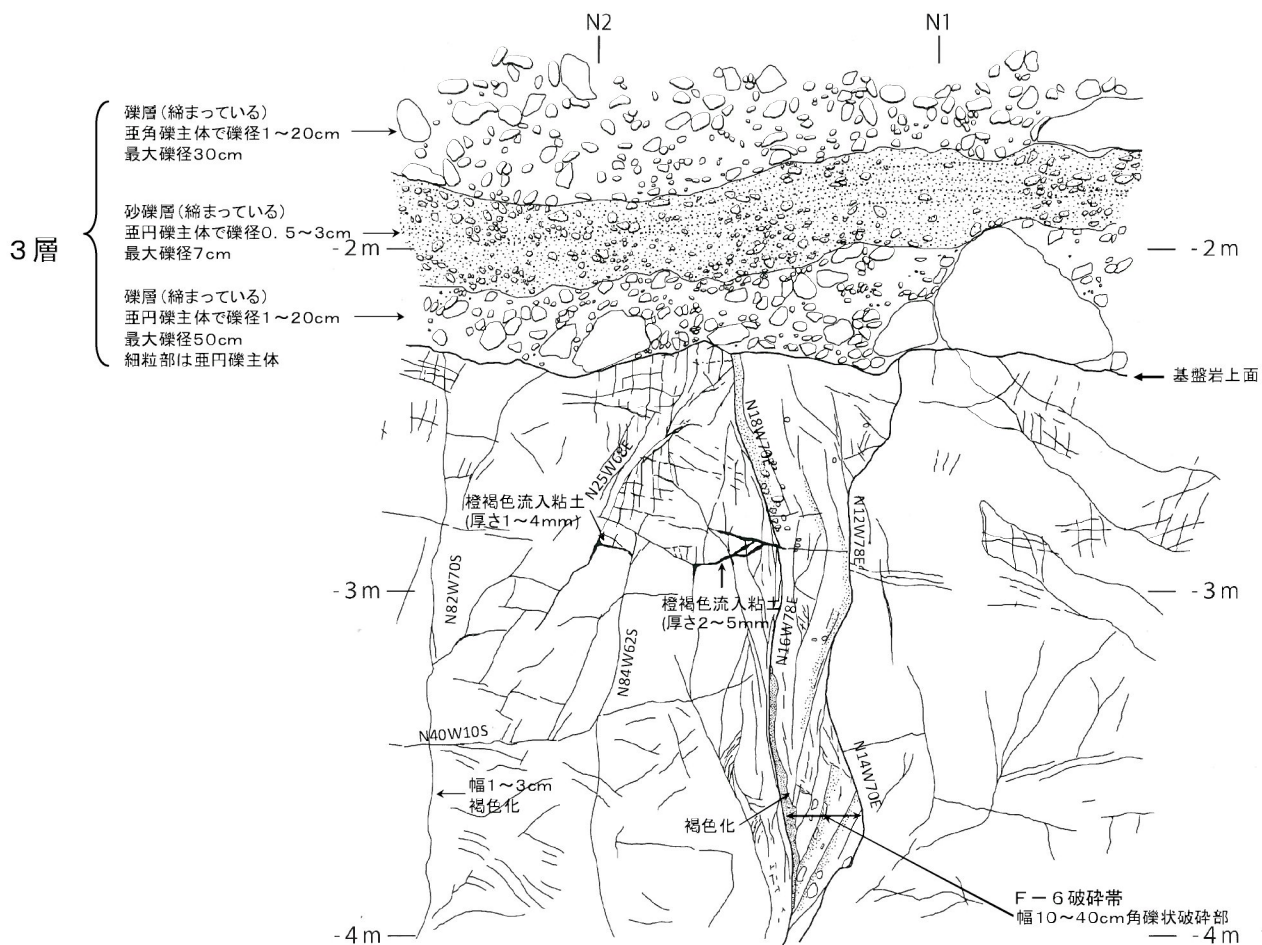 N2
N1
3層
礫層(締まっている)
亜角礫主体で礫径1~20cm
最大礫径30cm
砂礫層(締まっている)
亜円礫主体で礫径0.5~3cm
最大礫径7cm
-2m
-2m
礫層(締まっている)
亜円礫主体で礫径1~20cm
最大礫径50cm
細粒部は亜円礫主体
基盤岩上面
N18W70E
N25W68E
橙褐色流入粘土
(厚さ1~4mm)
N12W78E
N82W70S
-3m
-3m
橙褐色流入粘土
(厚さ2~5mm)
N16W78E
N84W62S
N40W10S
N14W70E
幅1~3cm
褐色化
褐色化
F-6破砕帯
幅10~40cm角礫状破砕部
-4m
-4m